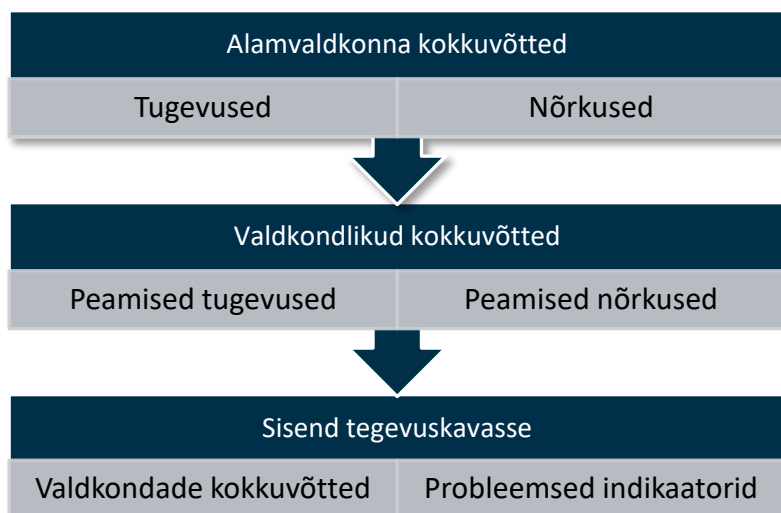 Alamvaldkonna kokkuvõtted
Tugevused
Nõrkused
Valdkondlikud kokkuvõtted
Peamised tugevused
Peamised nõrkused
Sisend tegevuskavasse
Valdkondade kokkuvõtted
Probleemsed indikaatorid